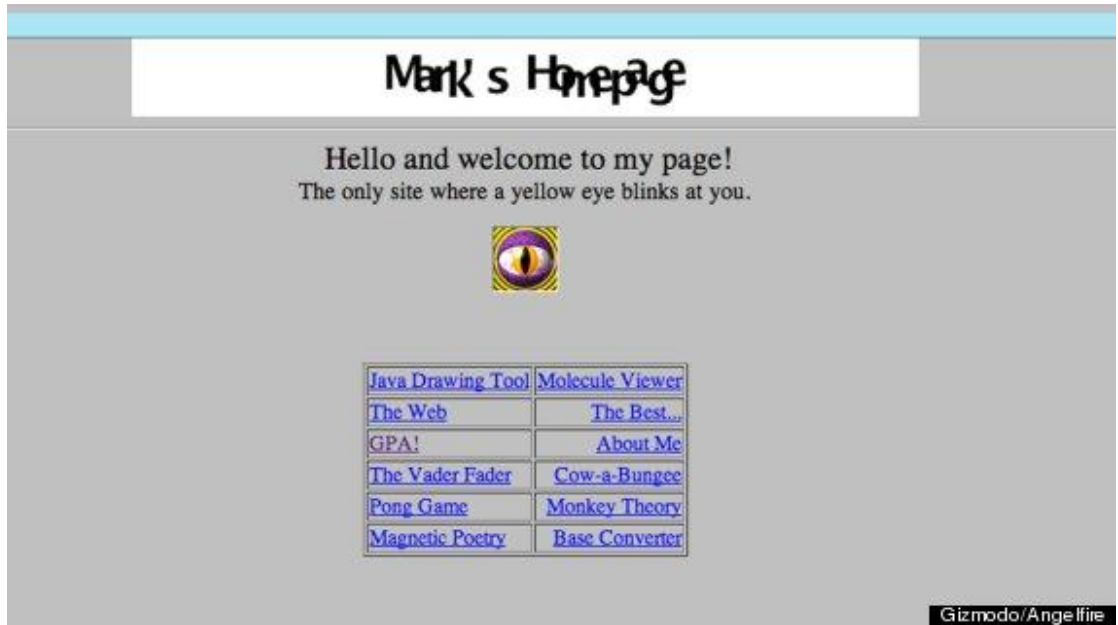 Mark's Homepage
Hello and welcome to my page!
The only site where a yellow eye blinks at you.
Java Drawing Tool Molecule Viewer
The Web The Best...
GPA! About Me
The Vader Fader Cow-a-Bungee
Pong Game Monkey Theory
Magnetic Poetry Base Converter
Gizmodo/Angelfire